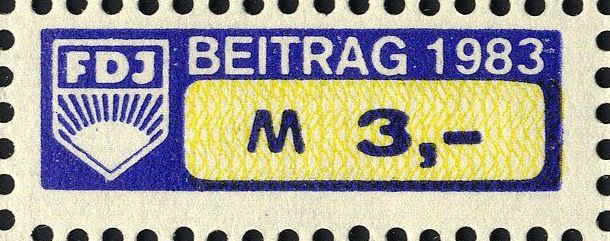 FDJ
BEITRAG 1983
M 3,-